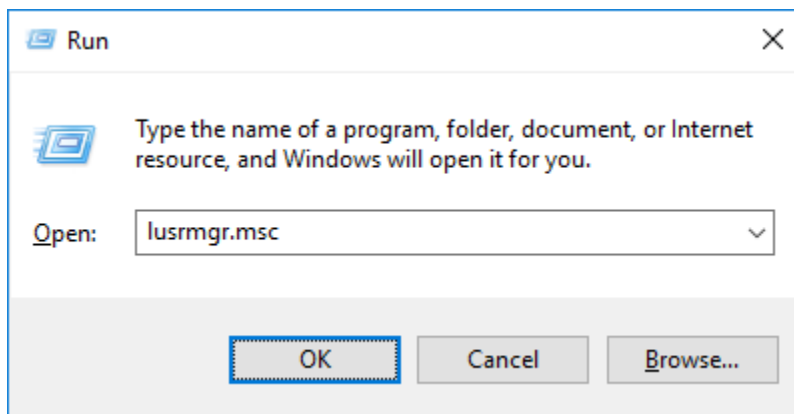 Run
Type the name of a program, folder, document, or Internet
resource, and Windows will open it for you.
Open: lusrmgr.msc
OK Cancel Browse...